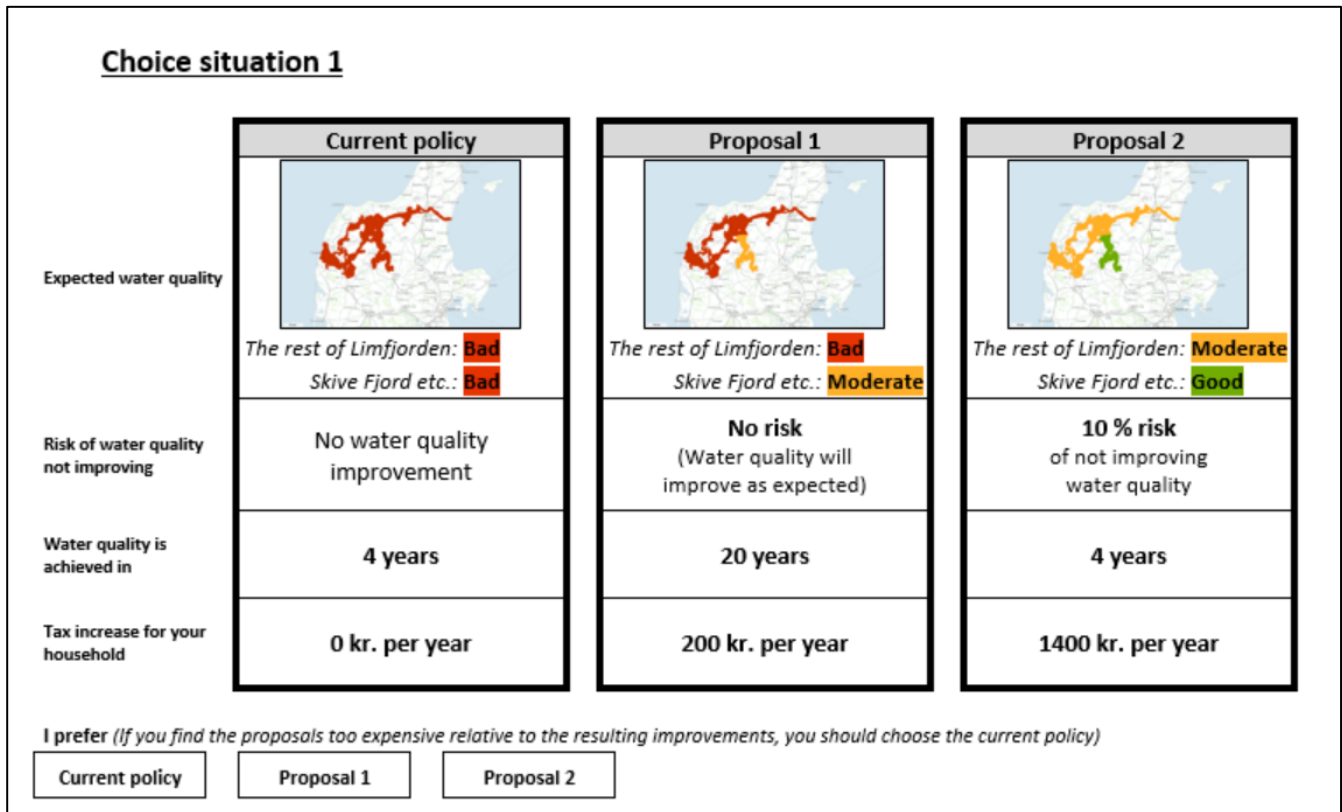 Choice situation 1
Current policy
Proposal 1
Proposal 2
Expected water quality
The rest of Limfjorden: Bad
Skive Fjord etc.: Bad
The rest of Limfjorden: Bad
Skive Fjord etc.: Moderate
The rest of Limfjorden: Moderate
Skive Fjord etc.: Good
Risk of water quality
not improving
No water quality
improvement
No risk
(Water quality will
improve as expected)
10 % risk
of not improving
water quality
Water quality is
achieved in
4 years
20 years
4 years
Tax increase for your
household
0 kr. per year
200 kr. per year
1400 kr. per year
I prefer (If you find the proposals too expensive relative to the resulting improvements, you should choose the current policy)
Current policy
Proposal 1
Proposal 2